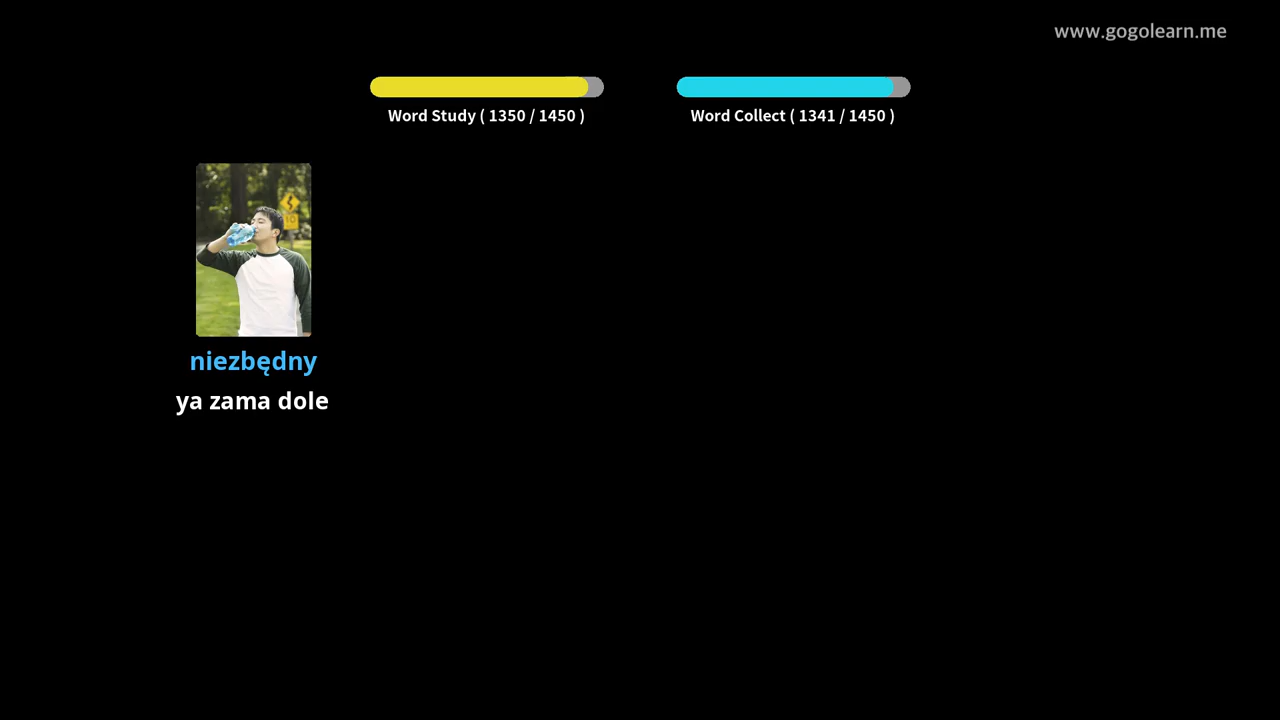 www.gogolearn.me
Word Study ( 1350 / 1450 )
Word Collect ( 1341 / 1450 )
niezbędny
ya zama dole